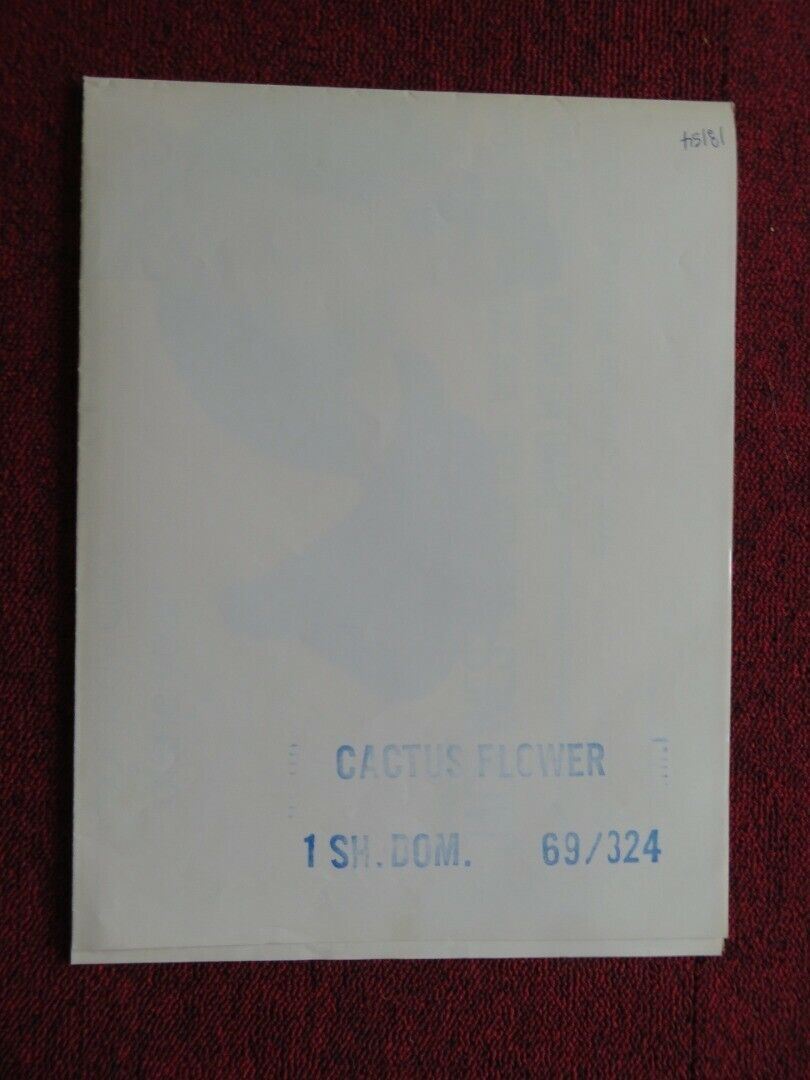 18154
CACTUS FLOWER
1 SH. DOM. 69/324